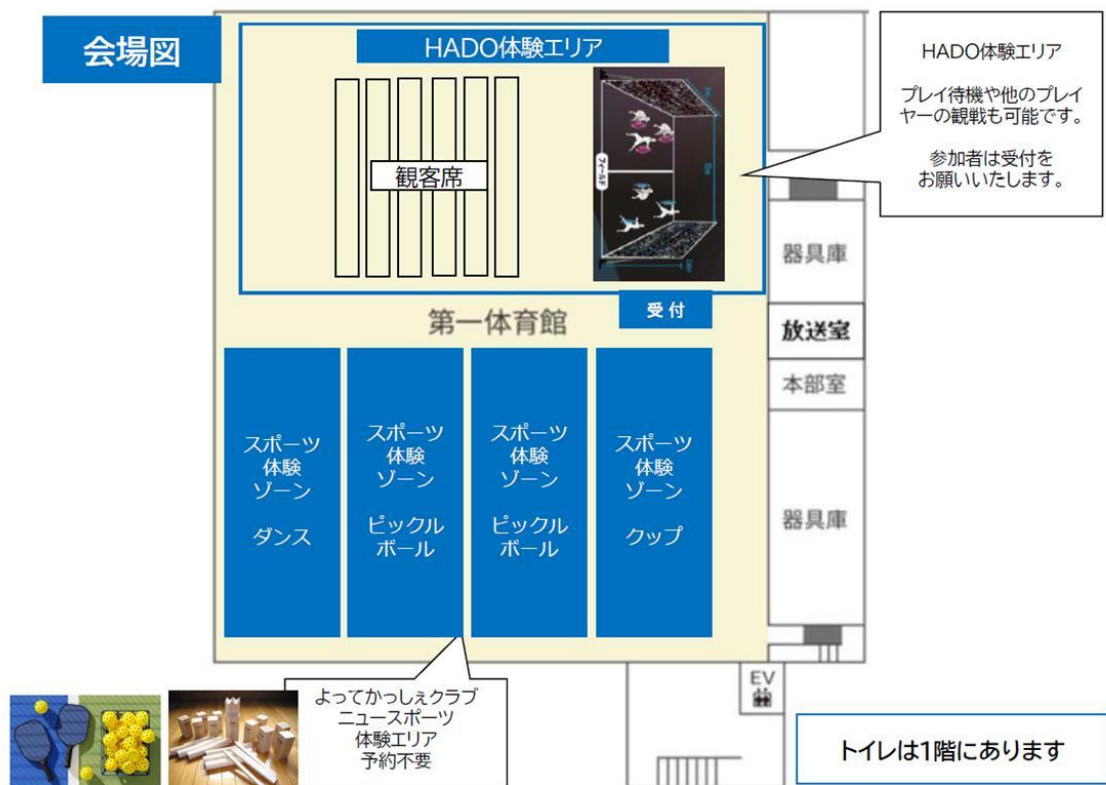 会場図
HADO体験エリア
観客席
フィールド
HADO体験エリア
プレイ待機や他のプレイ
ヤーの観戦も可能です。
参加者は受付を
お願いいたします。
受付
第一体育館
器具庫
放送室
本部室
器具庫
スポーツ
体験
ゾーン
ダンス
スポーツ
体験
ゾーン
ピックル
ボール
スポーツ
体験
ゾーン
ピックル
ボール
スポーツ
体験
ゾーン
クップ
よってかっしぇクラブ
ニュースポーツ
体験エリア
予約不要
EV
トイレは1階にあります